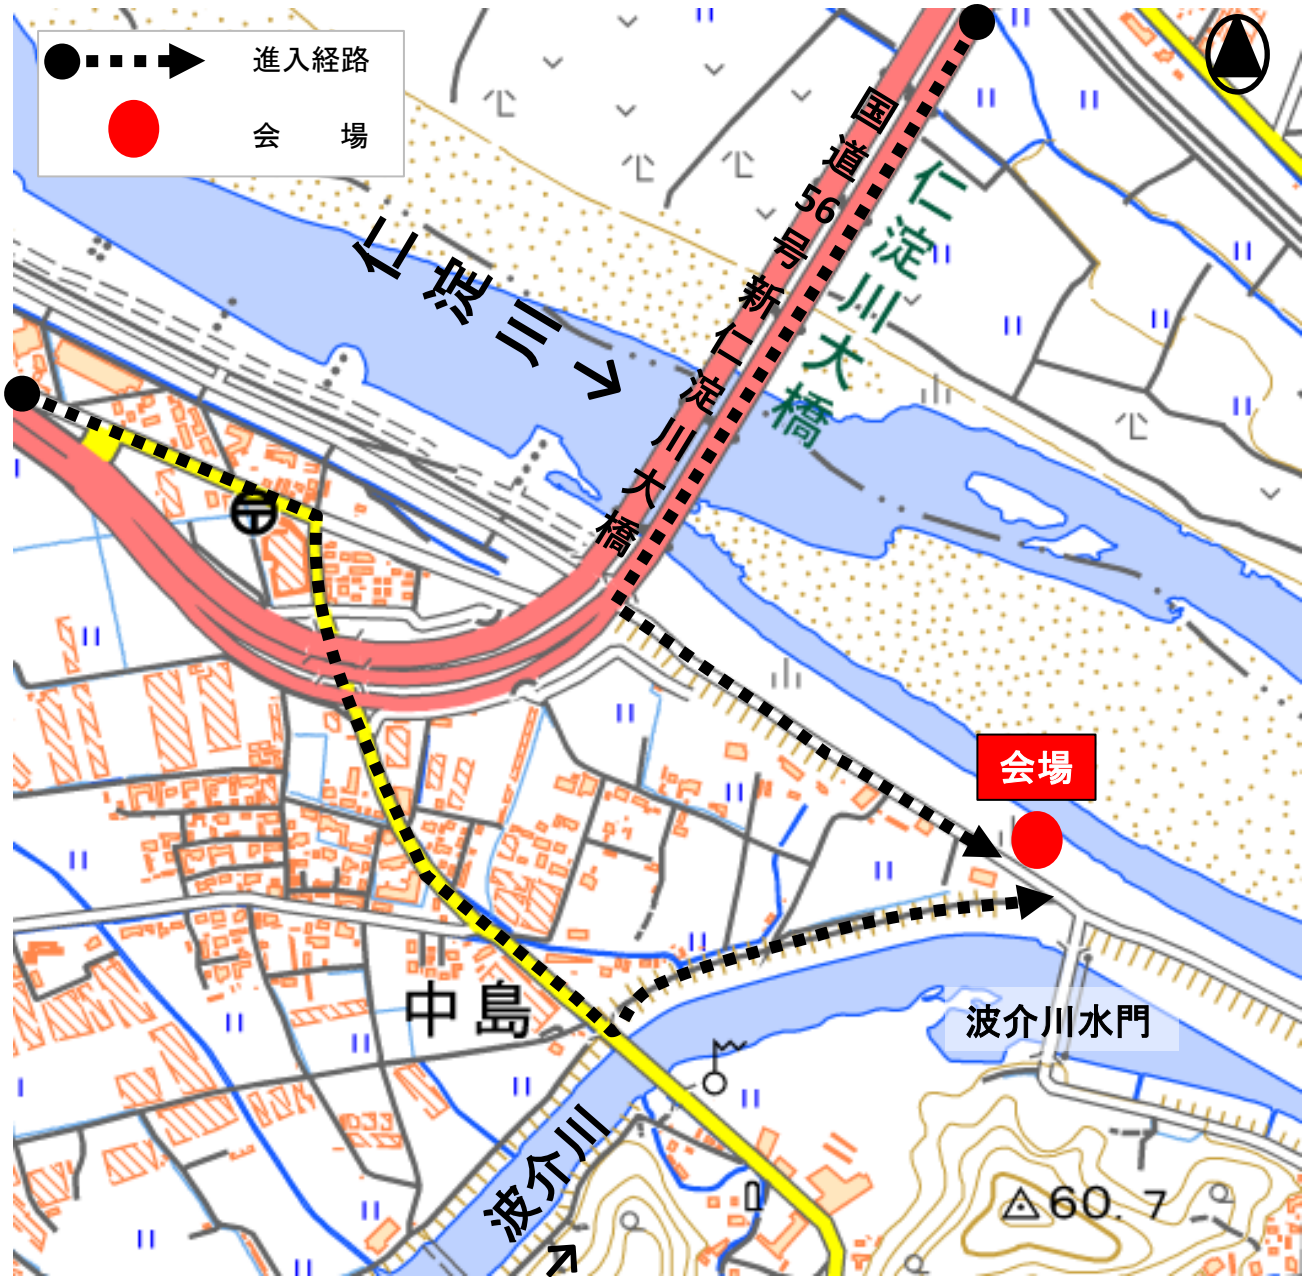 進入経路
会　場
国道56号新仁淀川大橋
仁淀川大橋
仁淀川
会場
中島
波介川水門
波介川
60.7